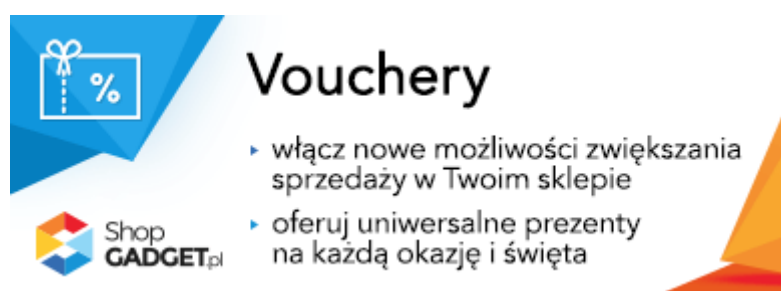 %
Vouchery
włącz nowe możliwości zwiększania
sprzedaży w Twoim sklepie
oferuj uniwersalne prezenty
na każdą okazję i święta
Shop
GADGET.pl